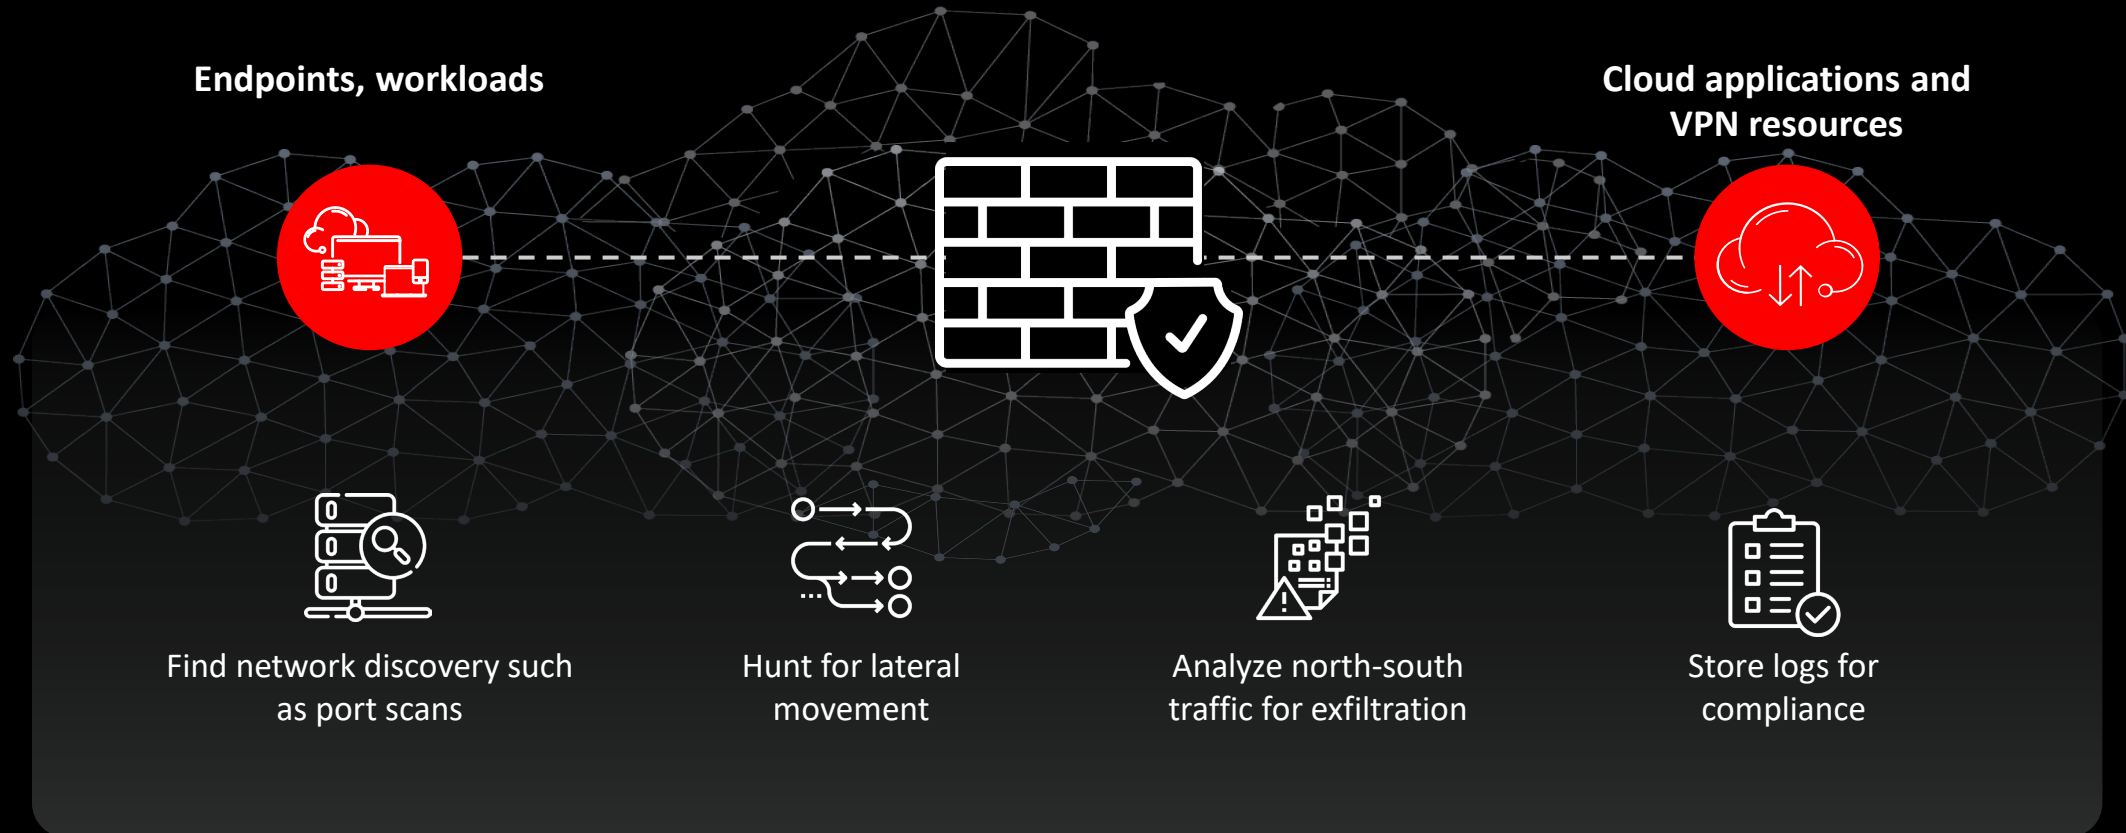 Endpoints, workloads
Cloud applications and
VPN resources
Find network discovery such
as port scans
Hunt for lateral
movement
Analyze north-south
traffic for exfiltration
Store logs for
compliance